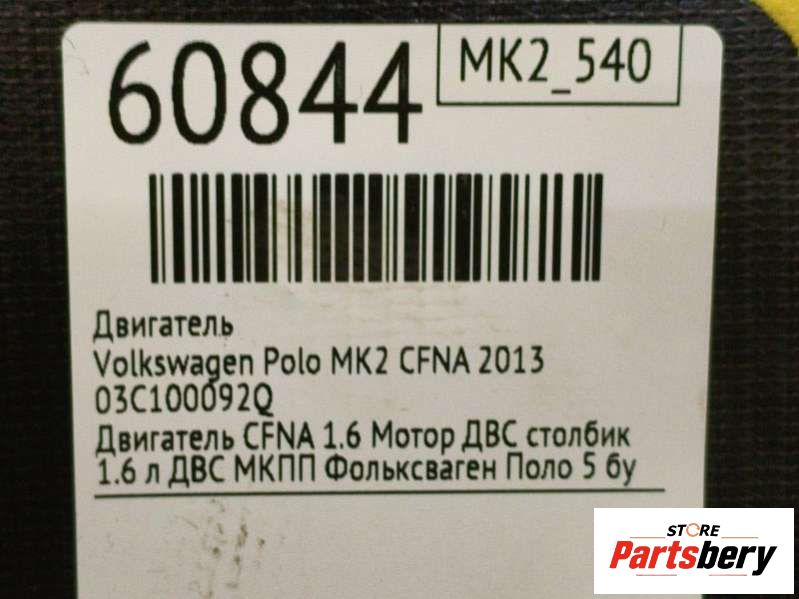 60844
MK2_540
Двигатель
Volkswagen Polo MK2 CFNA 2013
03C100092Q
Двигатель CFNA 1.6 Мотор ДВС столбик
1.6 л ДВС МКПП Фольксваген Поло 5 бу
STORE
Partsbery